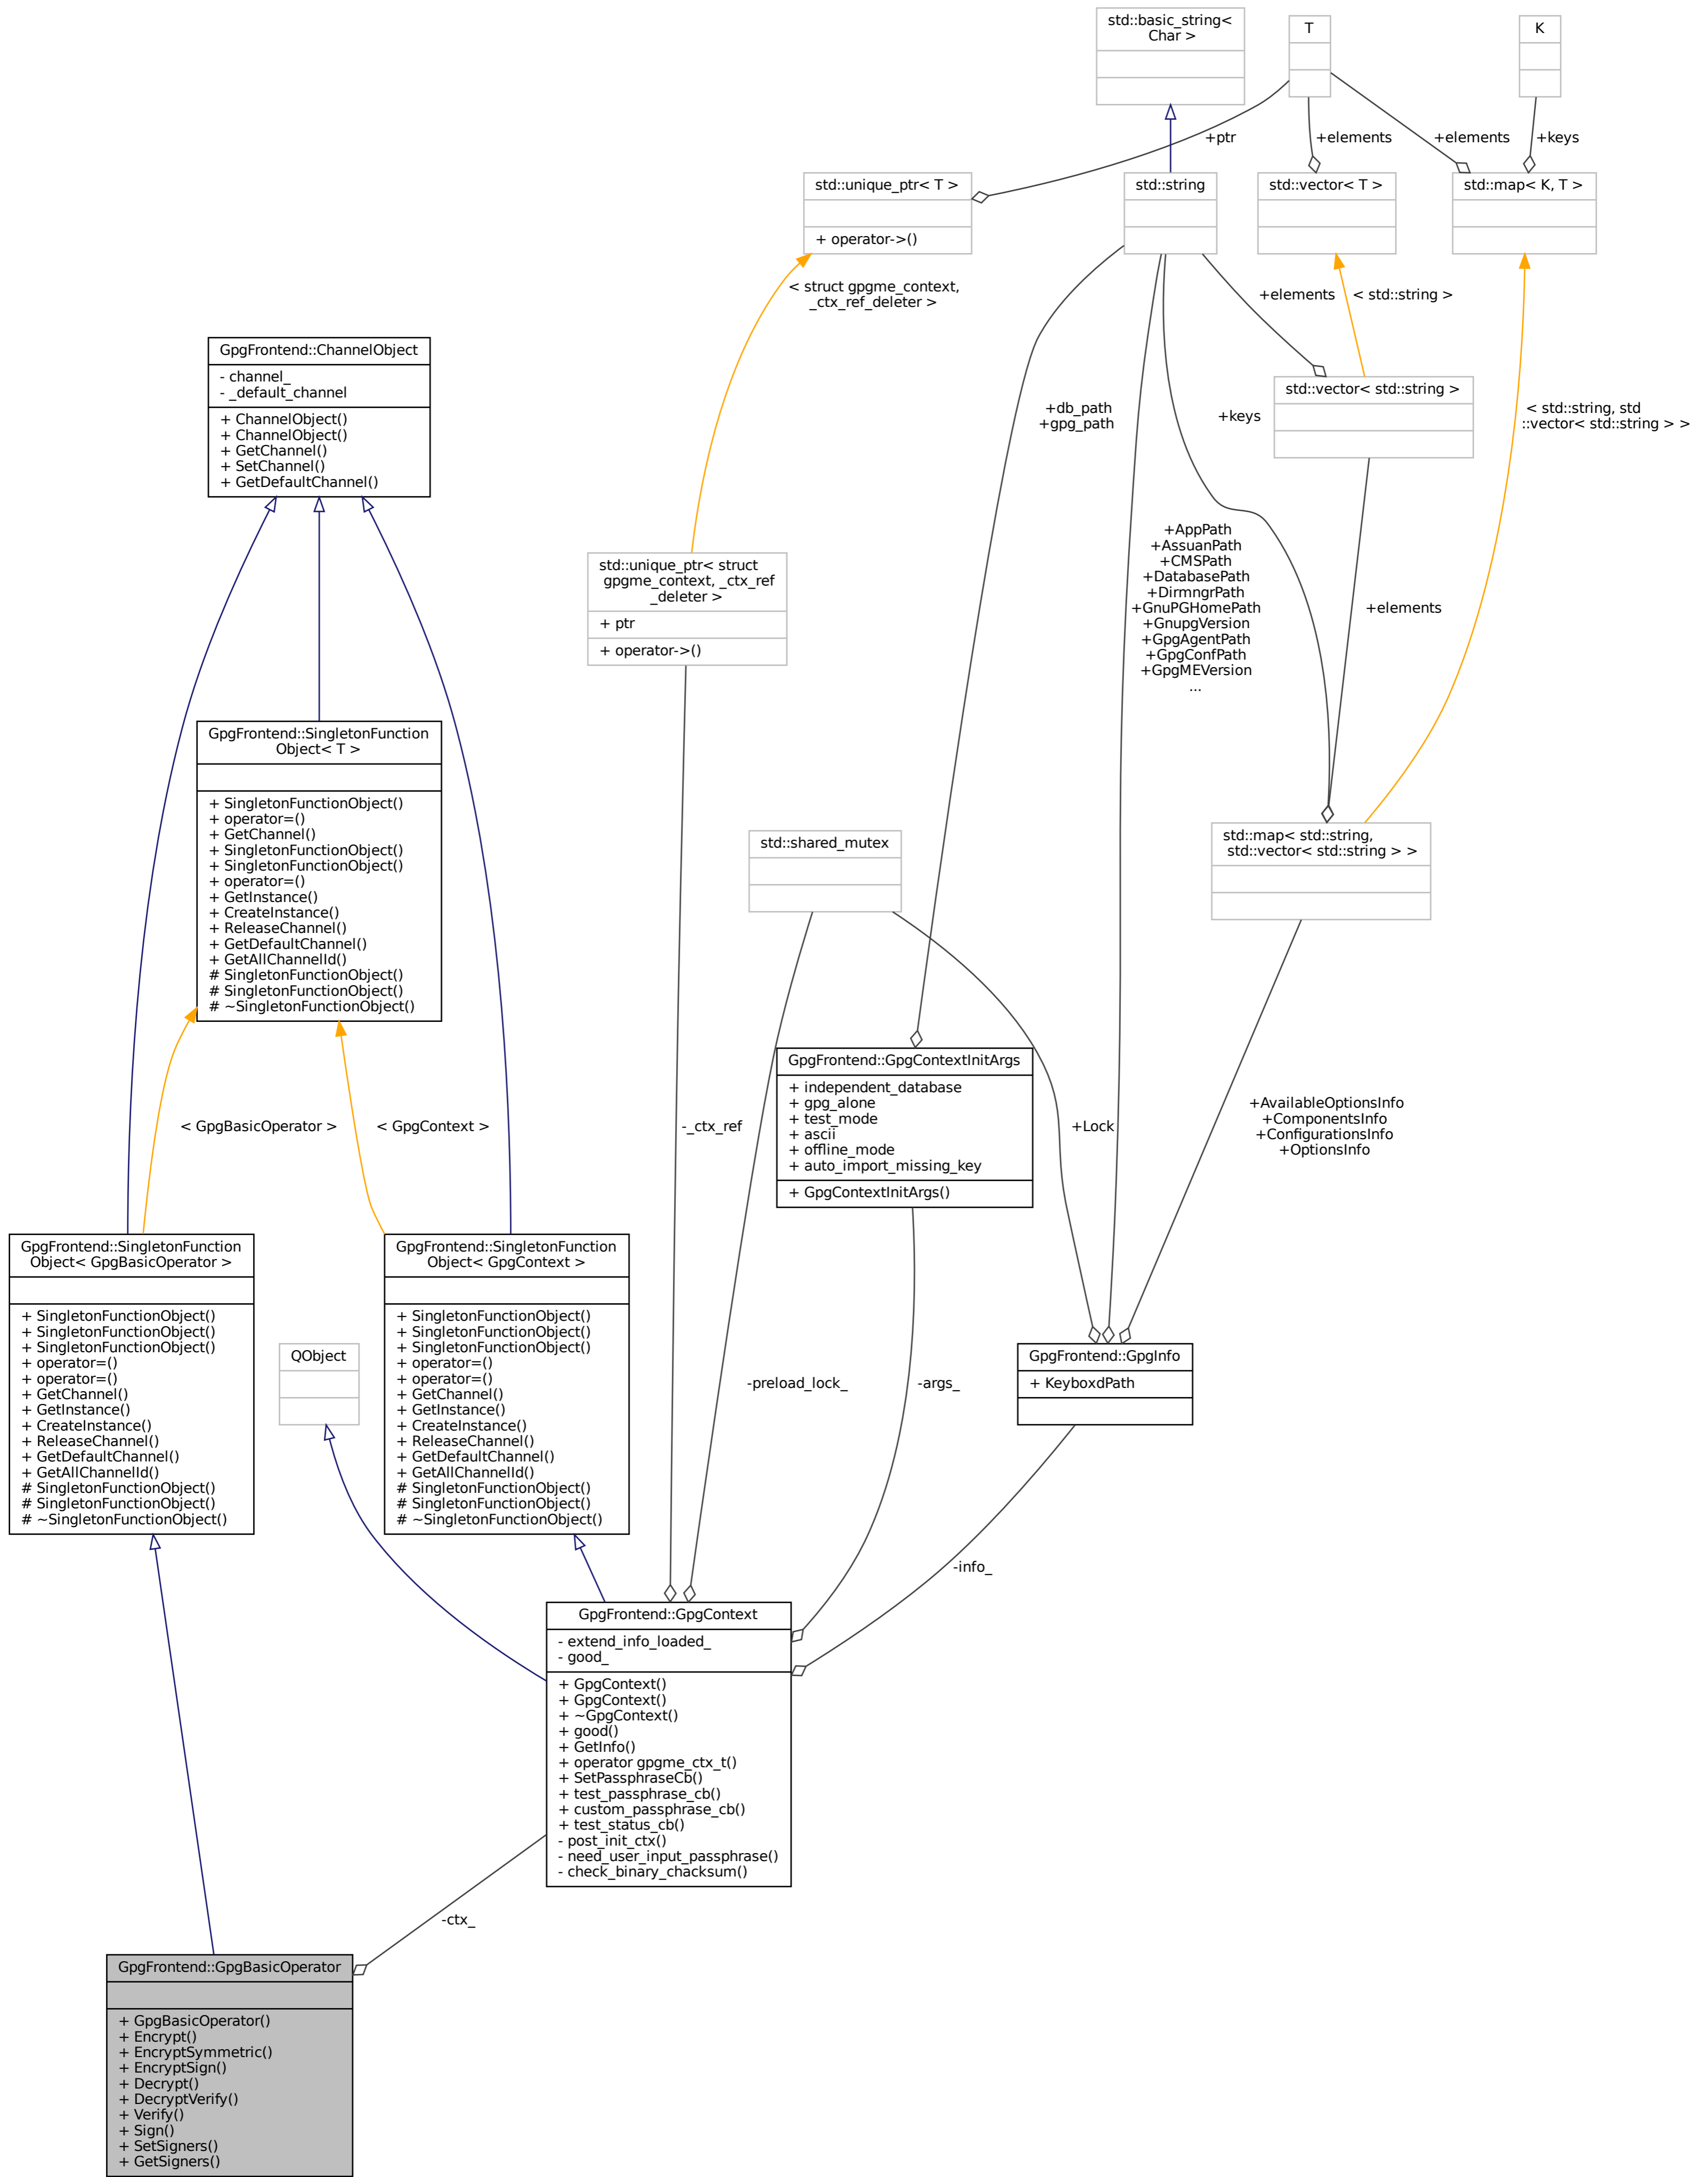 std::basic_string<
Char >
T
K
+ptr
+elements
+elements
+keys
std::unique_ptr< T >
+ operator->()
std::string
std::vector< T >
std::map< K, T >
< struct gpgme_context,
_ctx_ref_deleter >
+elements
< std::string >
GpgFrontend::ChannelObject
- channel_
- _default_channel
+ ChannelObject()
+ ChannelObject()
+ GetChannel()
+ SetChannel()
+ GetDefaultChannel()
std::vector< std::string >
+db_path
+gpg_path
+keys
< std::string, std
::vector< std::string > >
std::unique_ptr< struct
gpgme_context, _ctx_ref
_deleter >
+ ptr
+ operator->()
+AppPath
+AssuanPath
+CMSPath
+DatabasePath
+DirmngrPath
+GnuPGHomePath
+GnupgVersion
+GpgAgentPath
+GpgConfPath
+GpgMEVersion
...
+elements
GpgFrontend::SingletonFunction
Object< T >
+ SingletonFunctionObject()
+ operator=()
+ GetChannel()
+ SingletonFunctionObject()
+ SingletonFunctionObject()
+ operator=()
+ GetInstance()
+ CreateInstance()
+ ReleaseChannel()
+ GetDefaultChannel()
+ GetAllChannelId()
# SingletonFunctionObject()
# SingletonFunctionObject()
# ~SingletonFunctionObject()
std::shared_mutex
std::map< std::string,
std::vector< std::string > >
GpgFrontend::GpgContextInitArgs
+ independent_database
+ gpg_alone
+ test_mode
+ ascii
+ offline_mode
+ auto_import_missing_key
+ GpgContextInitArgs()
< GpgBasicOperator >
< GpgContext >
-_ctx_ref
+Lock
+AvailableOptionsInfo
+ComponentsInfo
+ConfigurationsInfo
+OptionsInfo
GpgFrontend::SingletonFunction
Object< GpgBasicOperator >
+ SingletonFunctionObject()
+ SingletonFunctionObject()
+ SingletonFunctionObject()
+ operator=()
+ operator=()
+ GetChannel()
+ GetInstance()
+ CreateInstance()
+ ReleaseChannel()
+ GetDefaultChannel()
+ GetAllChannelId()
# SingletonFunctionObject()
# SingletonFunctionObject()
# ~SingletonFunctionObject()
QObject
GpgFrontend::SingletonFunction
Object< GpgContext >
+ SingletonFunctionObject()
+ SingletonFunctionObject()
+ SingletonFunctionObject()
+ operator=()
+ operator=()
+ GetChannel()
+ GetInstance()
+ CreateInstance()
+ ReleaseChannel()
+ GetDefaultChannel()
+ GetAllChannelId()
# SingletonFunctionObject()
# SingletonFunctionObject()
# ~SingletonFunctionObject()
-preload_lock_
-args_
GpgFrontend::GpgInfo
+ KeyboxdPath
-info_
GpgFrontend::GpgContext
- extend_info_loaded_
- good_
+ GpgContext()
+ GpgContext()
+ ~GpgContext()
+ good()
+ GetInfo()
+ operator gpgme_ctx_t()
+ SetPassphraseCb()
+ test_passphrase_cb()
+ custom_passphrase_cb()
+ test_status_cb()
- post_init_ctx()
- need_user_input_passphrase()
- check_binary_chacksum()
-ctx_
GpgFrontend::GpgBasicOperator
+ GpgBasicOperator()
+ Encrypt()
+ EncryptSymmetric()
+ EncryptSign()
+ Decrypt()
+ DecryptVerify()
+ Verify()
+ Sign()
+ SetSigners()
+ GetSigners()